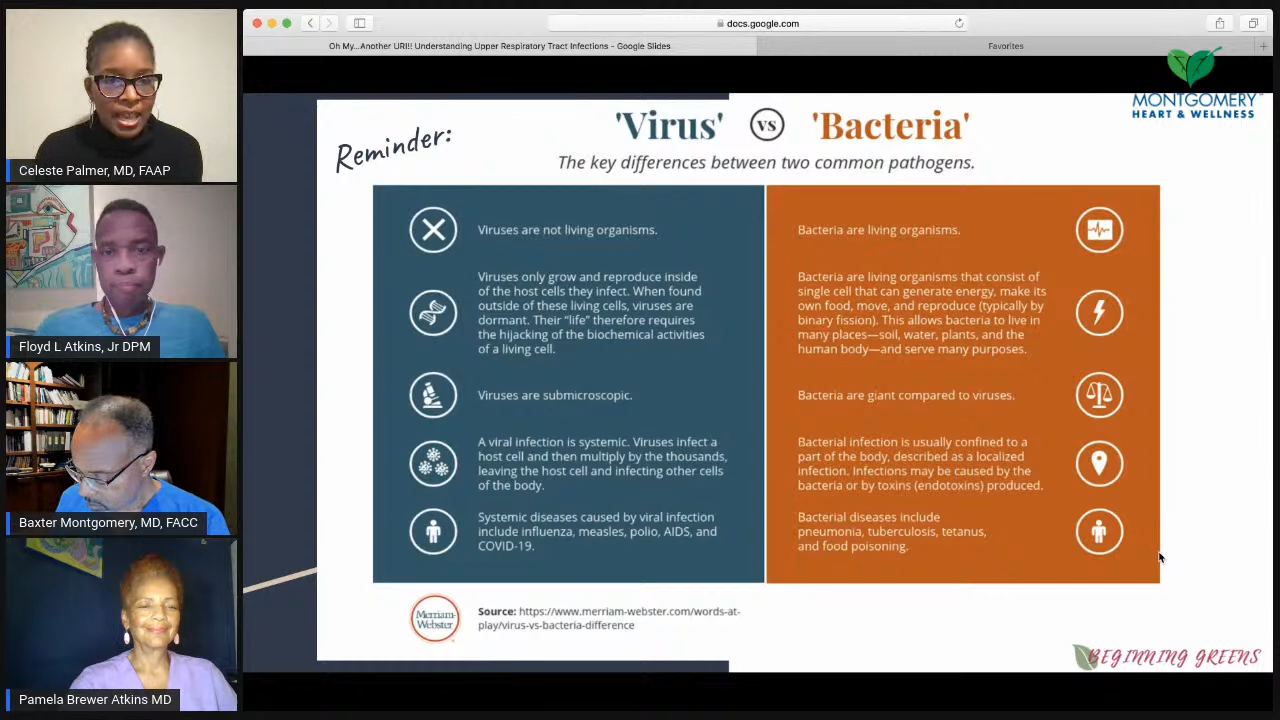 docs.google.com
Oh My...Another URI!! Understanding Upper Respiratory Tract Infections - Google Slides
Favorites
MONTGOMERY
HEART & WELLNESS
Reminder:
'Virus' vs 'Bacteria'
The key differences between two common pathogens.
Viruses are not living organisms.
Bacteria are living organisms.
Viruses only grow and reproduce inside
of the host cells they infect. When found
outside of these living cells, viruses are
dormant. Their “life” therefore requires
the hijacking of the biochemical activities
of a living cell.
Bacteria are living organisms that consist of
single cell that can generate energy, make its
own food, move, and reproduce (typically by
binary fission). This allows bacteria to live in
many places—soil, water, plants, and the
human body—and serve many purposes.
Viruses are submicroscopic.
Bacteria are giant compared to viruses.
A viral infection is systemic. Viruses infect a
host cell and then multiply by the thousands,
leaving the host cell and infecting other cells
of the body.
Bacterial infection is usually confined to a
part of the body, described as a localized
infection. Infections may be caused by the
bacteria or by toxins (endotoxins) produced.
Systemic diseases caused by viral infection
include influenza, measles, polio, AIDS, and
COVID-19.
Bacterial diseases include
pneumonia, tuberculosis, tetanus,
and food poisoning.
Merriam-
Webster
Source: https://www.merriam-webster.com/words-at-
play/virus-vs-bacteria-difference
BEGINNING GREENS
Celeste Palmer, MD, FAAP
Floyd L Atkins, Jr DPM
Baxter Montgomery, MD, FACC
Pamela Brewer Atkins MD